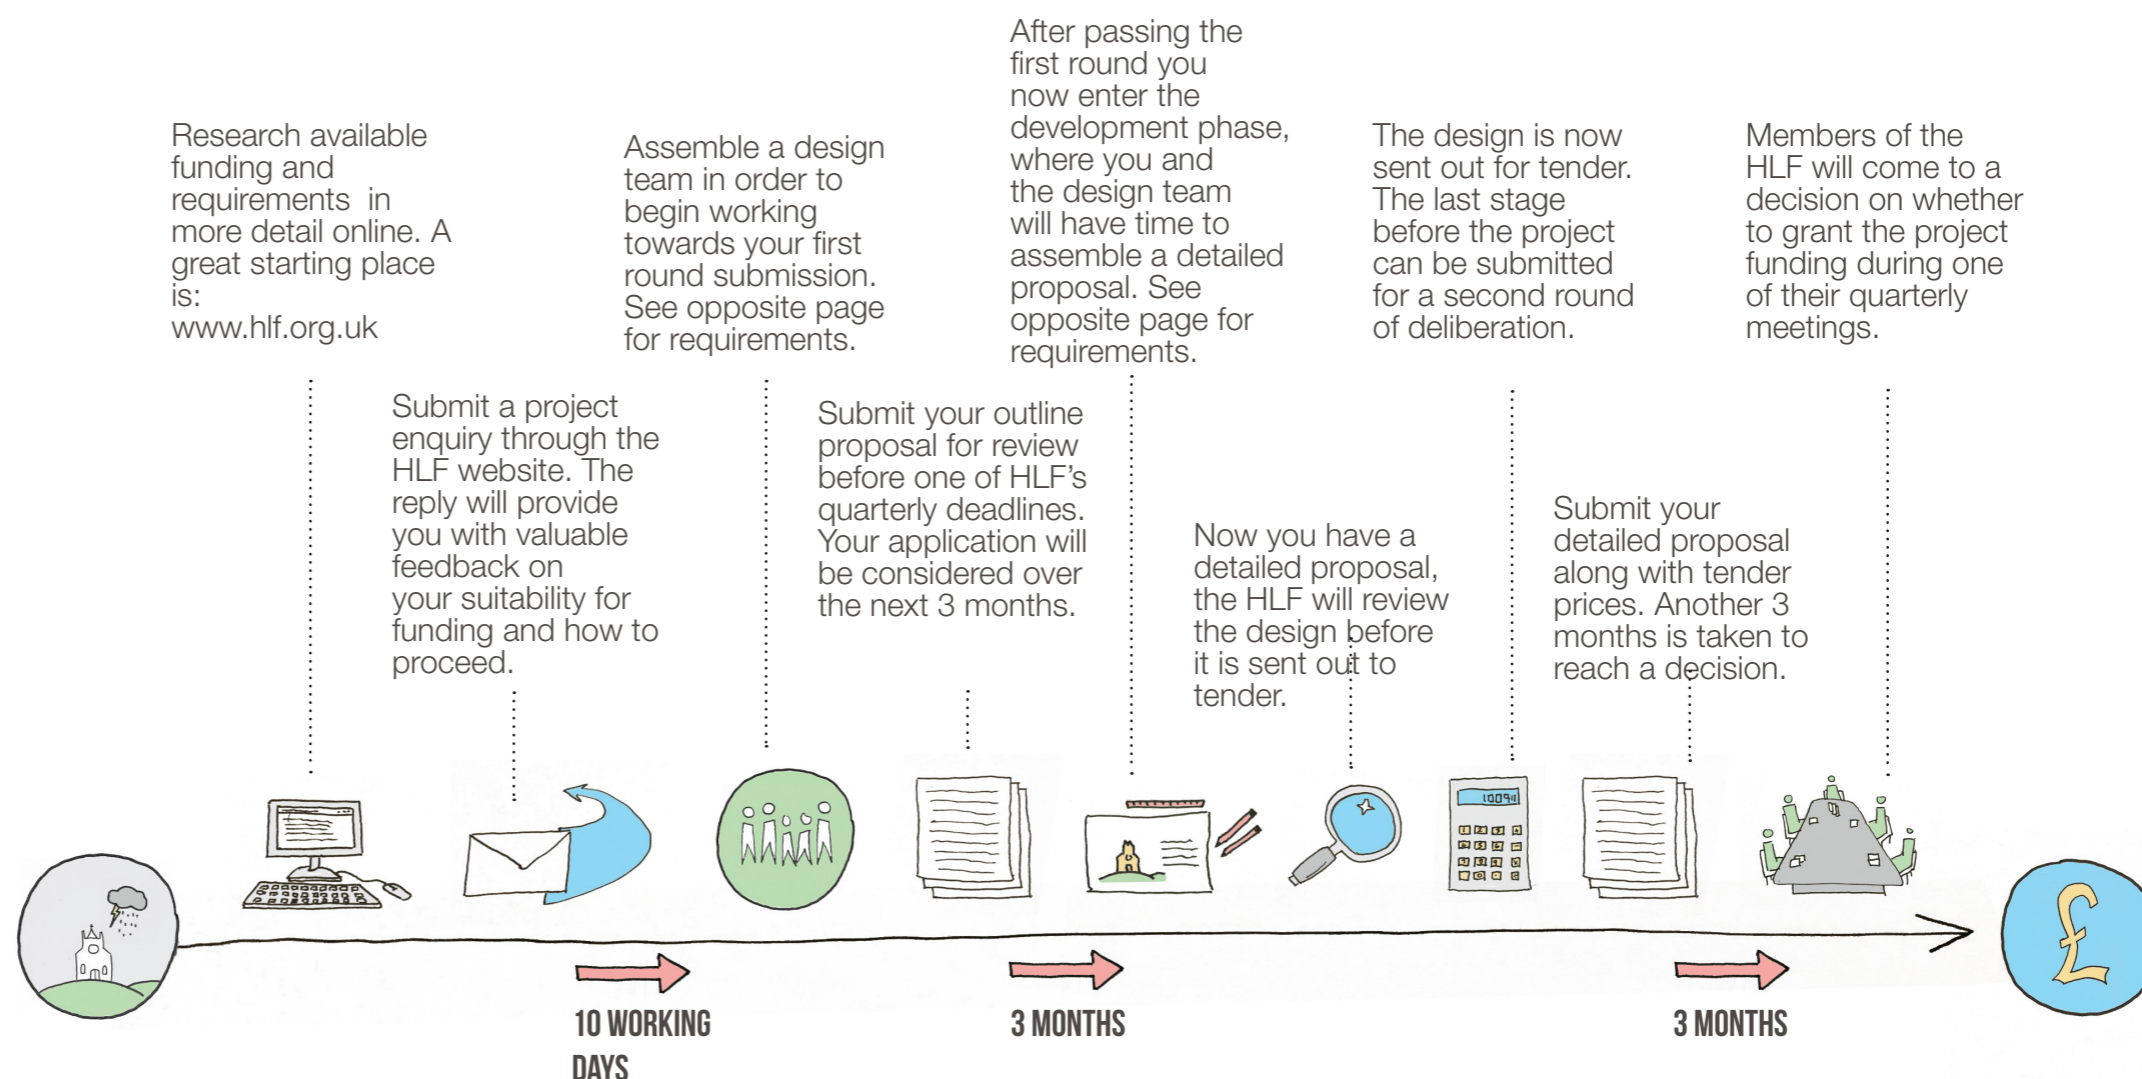 Research available
funding and
requirements in
more detail online. A
great starting place
is:
www.hlf.org.uk
Submit a project
enquiry through the
HLF website. The
reply will provide
you with valuable
feedback on
your suitability for
funding and how to
proceed.
Assemble a design
team in order to
begin working
towards your first
round submission.
See opposite page
for requirements.
Submit your outline
proposal for review
before one of HLF’s
quarterly deadlines.
Your application will
be considered over
the next 3 months.
After passing the
first round you
now enter the
development phase,
where you and
the design team
will have time to
assemble a detailed
proposal. See
opposite page for
requirements.
Now you have a
detailed proposal,
the HLF will review
the design before
it is sent out to
tender.
The design is now
sent out for tender.
The last stage
before the project
can be submitted
for a second round
of deliberation.
Submit your
detailed proposal
along with tender
prices. Another 3
months is taken to
reach a decision.
Members of the
HLF will come to a
decision on whether
to grant the project
funding during one
of their quarterly
meetings.
£
10 WORKING
DAYS
3 MONTHS
3 MONTHS